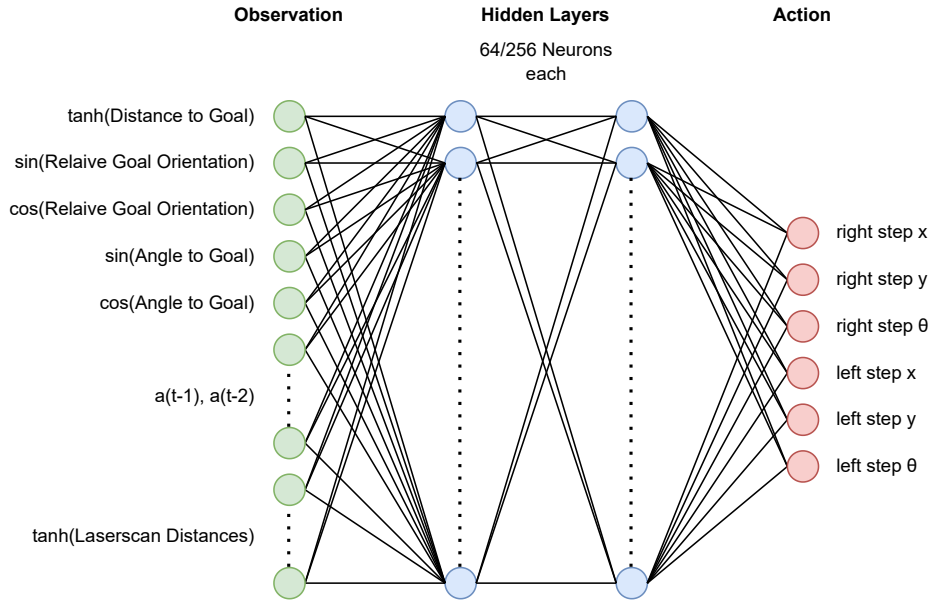 Observation
Hidden Layers
Action
64/256 Neurons
each
tanh(Distance to Goal)
sin(Relaive Goal Orientation)
cos(Relaive Goal Orientation)
sin(Angle to Goal)
cos(Angle to Goal)
a(t-1), a(t-2)
tanh(Laserscan Distances)
right step x
right step y
right step θ
left step x
left step y
left step θ